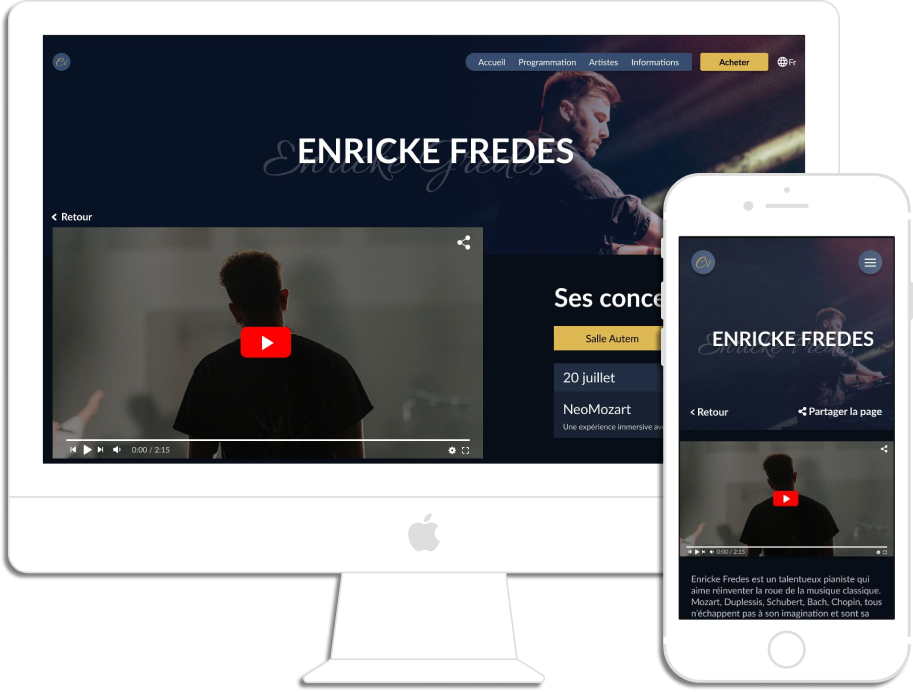 Accueil Programmation Artistes Informations Acheter Fr
ENRICKE FREDES
Enricke Fredes
< Retour
0:00 / 2:15
Ses conce
Salle Autem
20 juillet
NeoMozart
Une expérience immersive av
ENRICKE FREDES
Enricke Fredes
< Retour
Partager la page
0:00 / 2:15
Enricke Fredes est un talentueux pianiste qui
aime réinventer la roue de la musique classique.
Mozart, Duplessis, Schubert, Bach, Chopin, tous
n'échappent pas à son imagination et sont sa